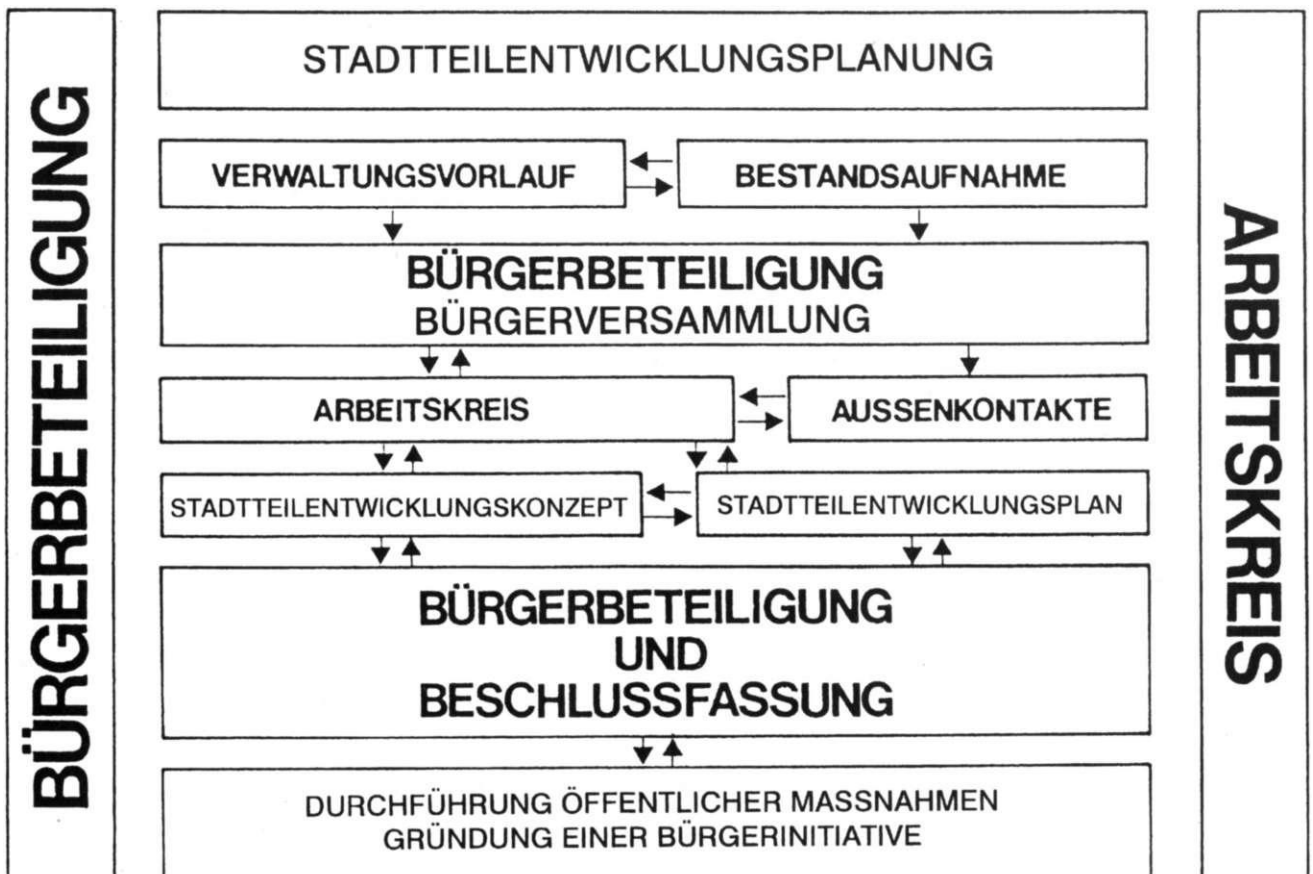 BÜRGERBETEILIGUNG
STADTTEILENTWICKLUNGSPLANUNG
VERWALTUNGSVORLAUF
BESTANDSAUFNAHME
BÜRGERBETEILIGUNG
BÜRGERVERSAMMLUNG
ARBEITSKREIS
AUSSENKONTAKTE
STADTTEILENTWICKLUNGSKONZEPT
STADTTEILENTWICKLUNGSPLAN
BÜRGERBETEILIGUNG
UND
BESCHLUSSFASSUNG
DURCHFÜHRUNG ÖFFENTLICHER MASSNAHMEN
GRÜNDUNG EINER BÜRGERINITIATIVE
ARBEITSKREIS